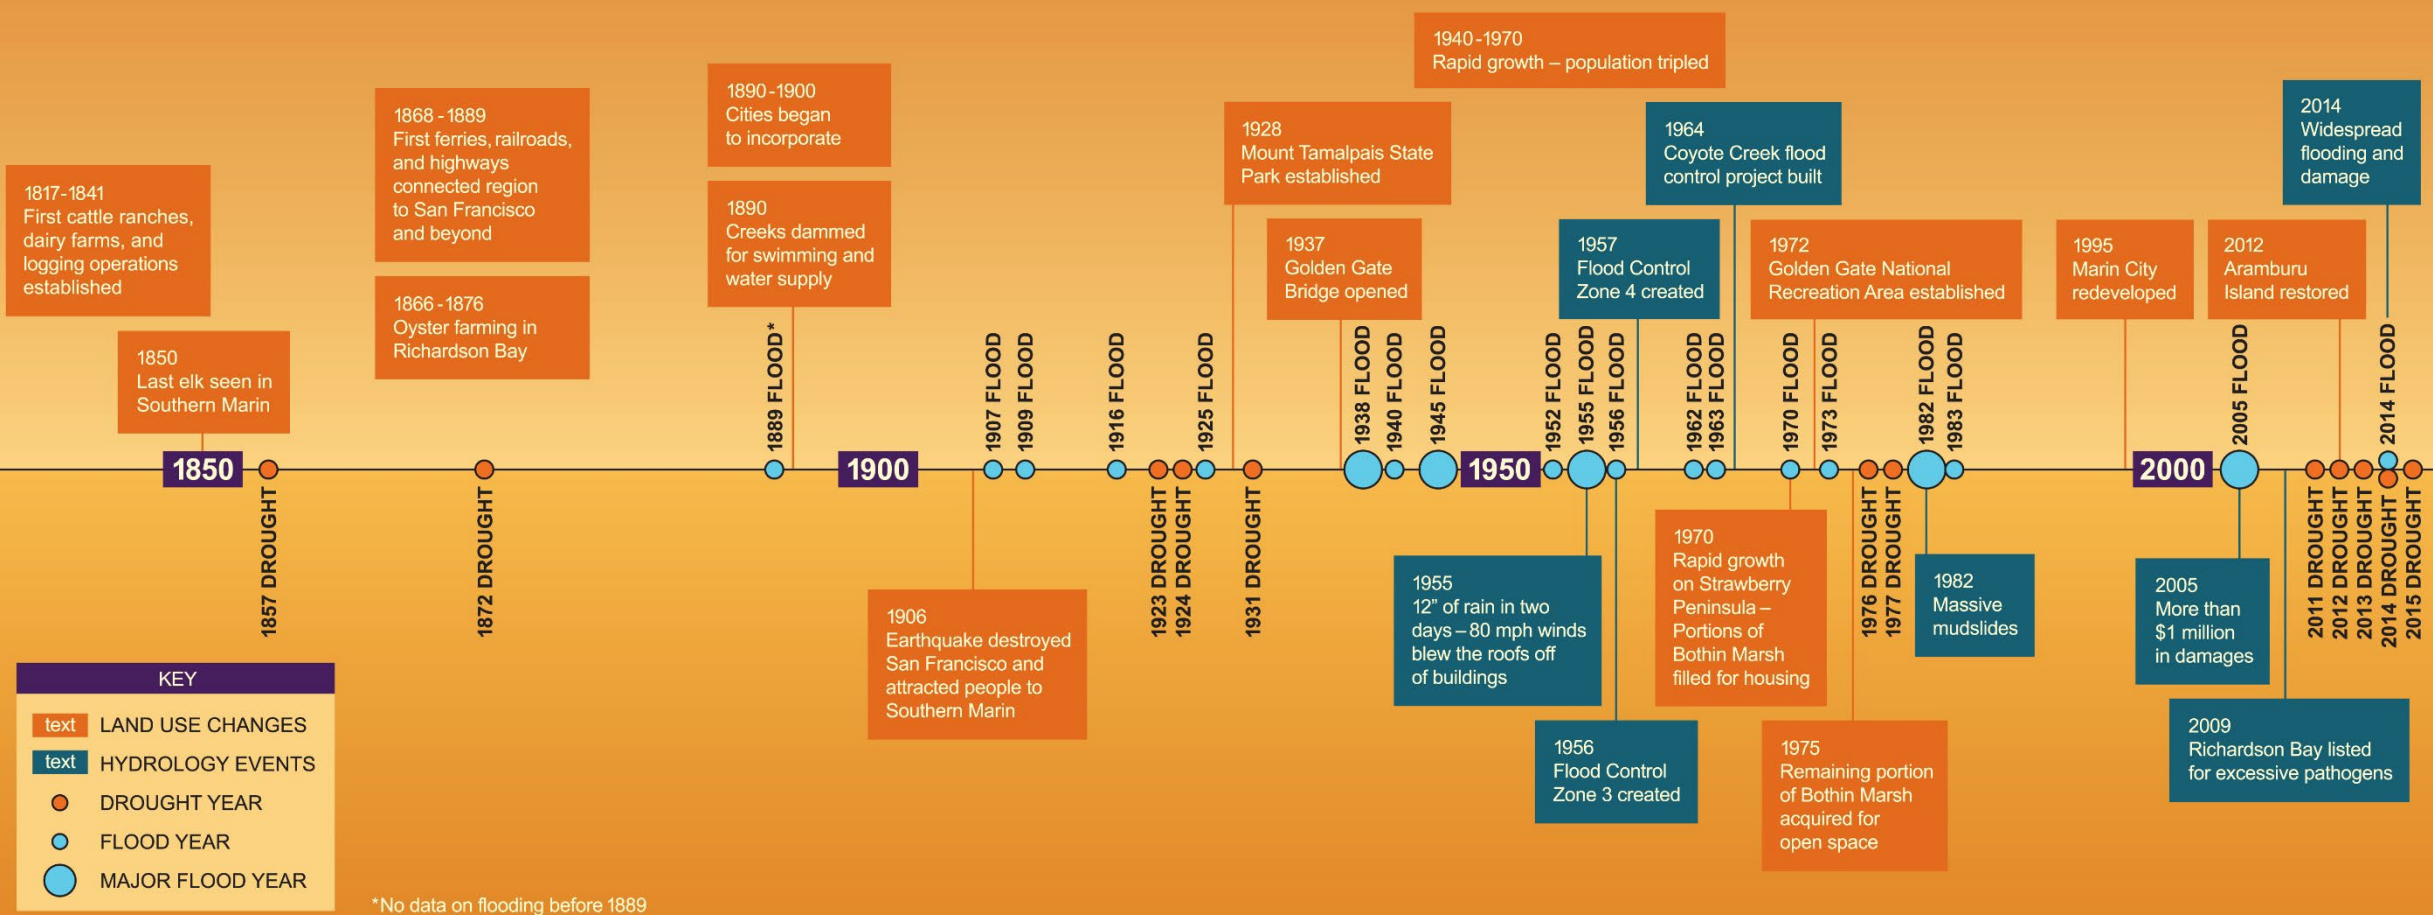 1817-1841
First cattle ranches,
dairy farms, and
logging operations
established
1850
Last elk seen in
Southern Marin
1868-1889
First ferries, railroads,
and highways
connected region
to San Francisco
and beyond
1866-1876
Oyster farming in
Richardson Bay
1890-1900
Cities began
to incorporate
1890
Creeks dammed
for swimming and
water supply
1928
Mount Tamalpais State
Park established
1937
Golden Gate
Bridge opened
1940-1970
Rapid growth – population tripled
1964
Coyote Creek flood
control project built
1957
Flood Control
Zone 4 created
1972
Golden Gate National
Recreation Area established
1995
Marin City
redeveloped
2012
Aramburu
Island restored
2014
Widespread
flooding and
damage
1889 FLOOD*
1907 FLOOD
1909 FLOOD
1916 FLOOD
1925 FLOOD
1938 FLOOD
1940 FLOOD
1945 FLOOD
1952 FLOOD
1955 FLOOD
1956 FLOOD
1962 FLOOD
1963 FLOOD
1970 FLOOD
1973 FLOOD
1982 FLOOD
1983 FLOOD
2005 FLOOD
2014 FLOOD
1850
1900
1950
2000
1857 DROUGHT
1872 DROUGHT
1923 DROUGHT
1924 DROUGHT
1931 DROUGHT
1976 DROUGHT
1977 DROUGHT
2011 DROUGHT
2012 DROUGHT
2013 DROUGHT
2014 DROUGHT
2015 DROUGHT
1906
Earthquake destroyed
San Francisco and
attracted people to
Southern Marin
1955
12” of rain in two
days – 80 mph winds
blew the roofs off
of buildings
1956
Flood Control
Zone 3 created
1970
Rapid growth
on Strawberry
Peninsula –
Portions of
Bothin Marsh
filled for housing
1975
Remaining portion
of Bothin Marsh
acquired for
open space
1982
Massive
mudslides
2005
More than
$1 million
in damages
2009
Richardson Bay listed
for excessive pathogens
KEY
text LAND USE CHANGES
text HYDROLOGY EVENTS
DROUGHT YEAR
FLOOD YEAR
MAJOR FLOOD YEAR
*No data on flooding before 1889